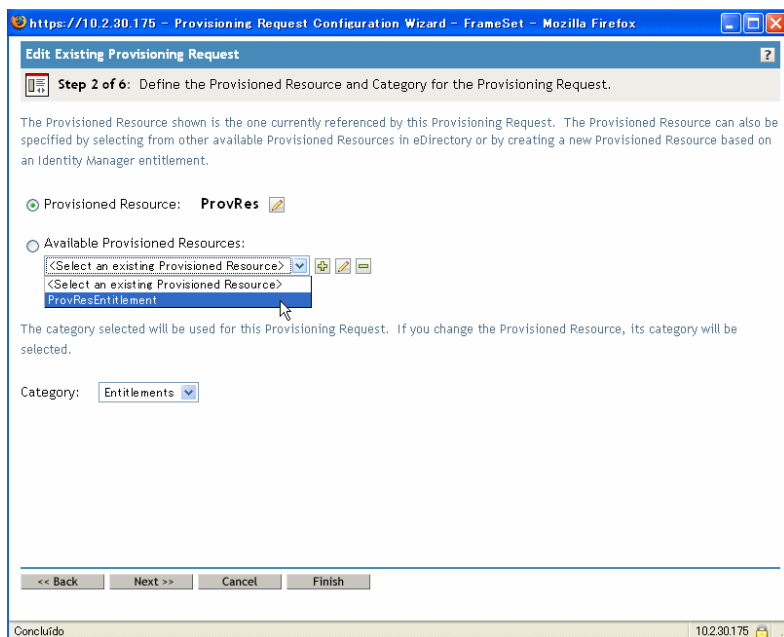 https://10.2.30.175 - Provisioning Request Configuration Wizard - FrameSet - Mozilla Firefox
Edit Existing Provisioning Request
?
Step 2 of 6: Define the Provisioned Resource and Category for the Provisioning Request.
The Provisioned Resource shown is the one currently referenced by this Provisioning Request. The Provisioned Resource can also be
specified by selecting from other available Provisioned Resources in eDirectory or by creating a new Provisioned Resource based on
an Identity Manager entitlement.
Provisioned Resource: ProvRes
Available Provisioned Resources:
<Select an existing Provisioned Resource>
<Select an existing Provisioned Resource>
ProvResEntitlement
The category selected will be used for this Provisioning Request. If you change the Provisioned Resource, its category will be
selected.
Category: Entitlements
<< Back Next >> Cancel Finish
Concluído 10.2.30.175